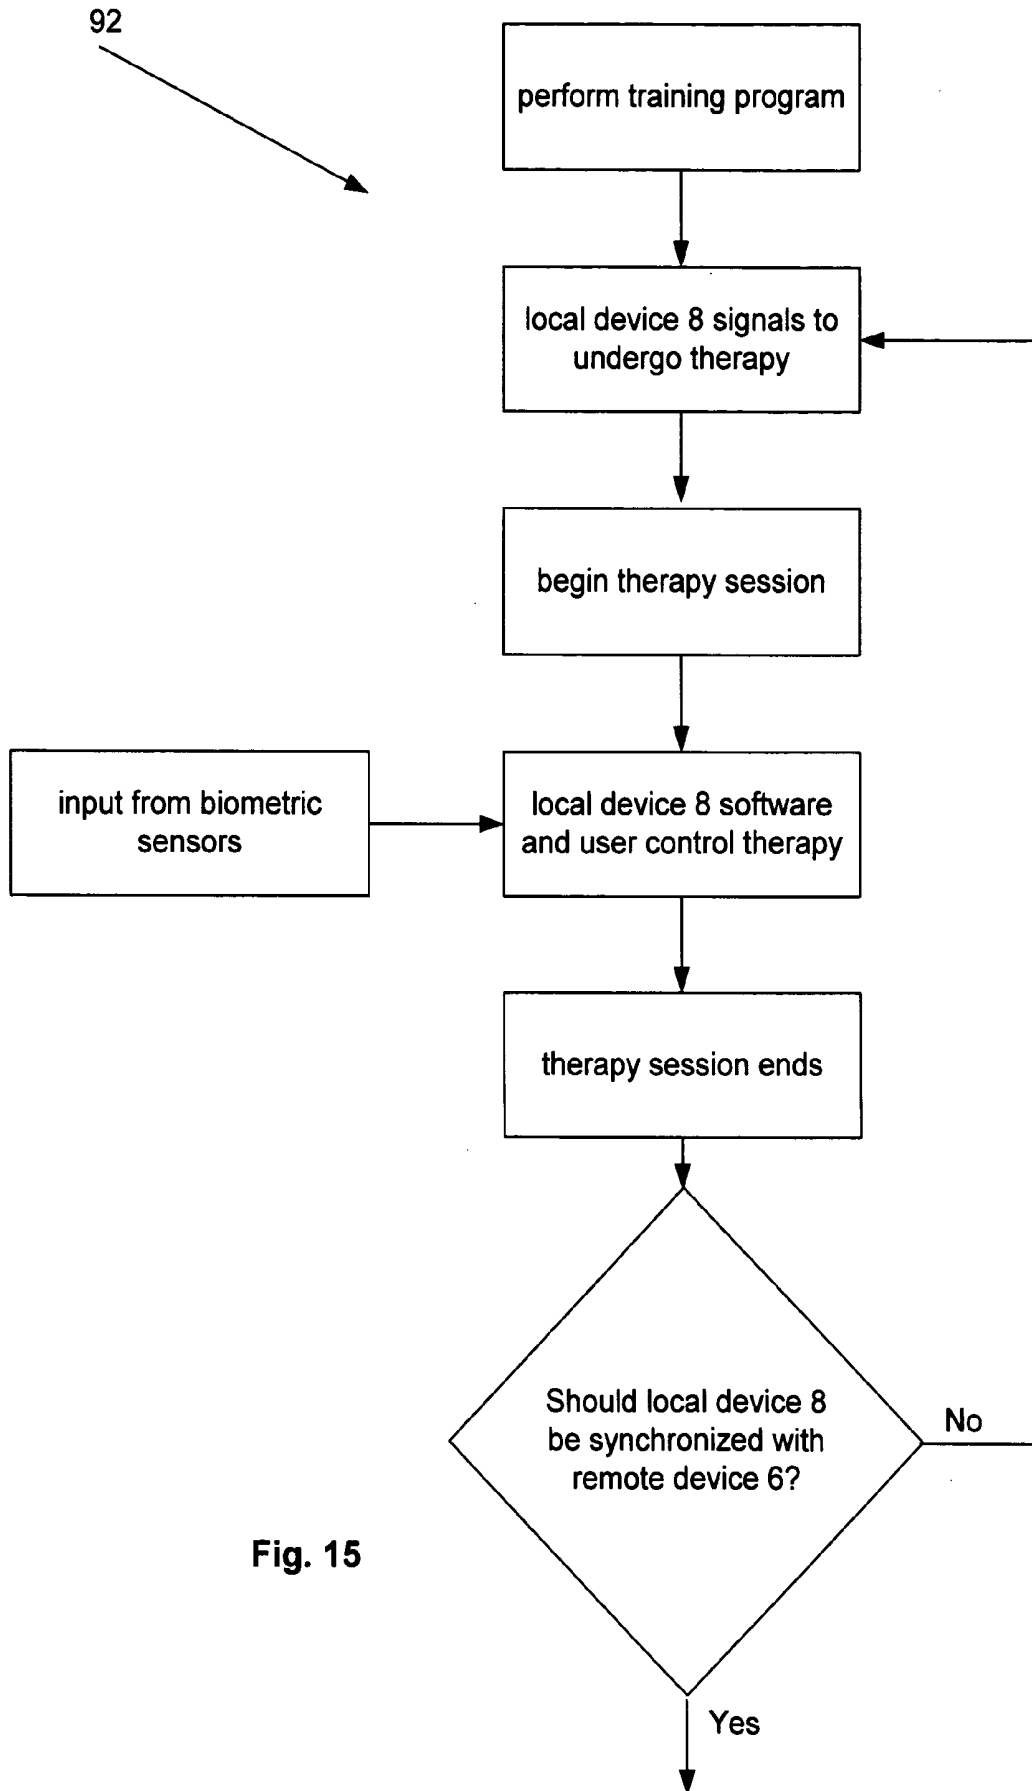 92
perform training program
local device 8 signals to
undergo therapy
begin therapy session
input from biometric
sensors
local device 8 software
and user control therapy
therapy session ends
Should local device 8
be synchronized with
remote device 6?
No
Fig. 15
Yes